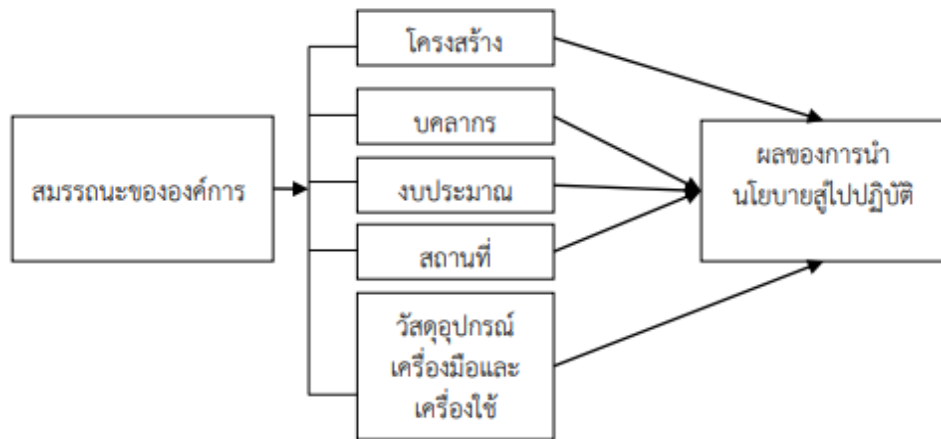 โครงสร้าง
บคลากร
สมรรถนะขององค์การ
งบประมาณ
สถานที่
วัสดุอุปกรณ์
เครื่องมือและ
เครื่องใช้
ผลของการนำ
นโยบายสู่ไปปฏิบัติ